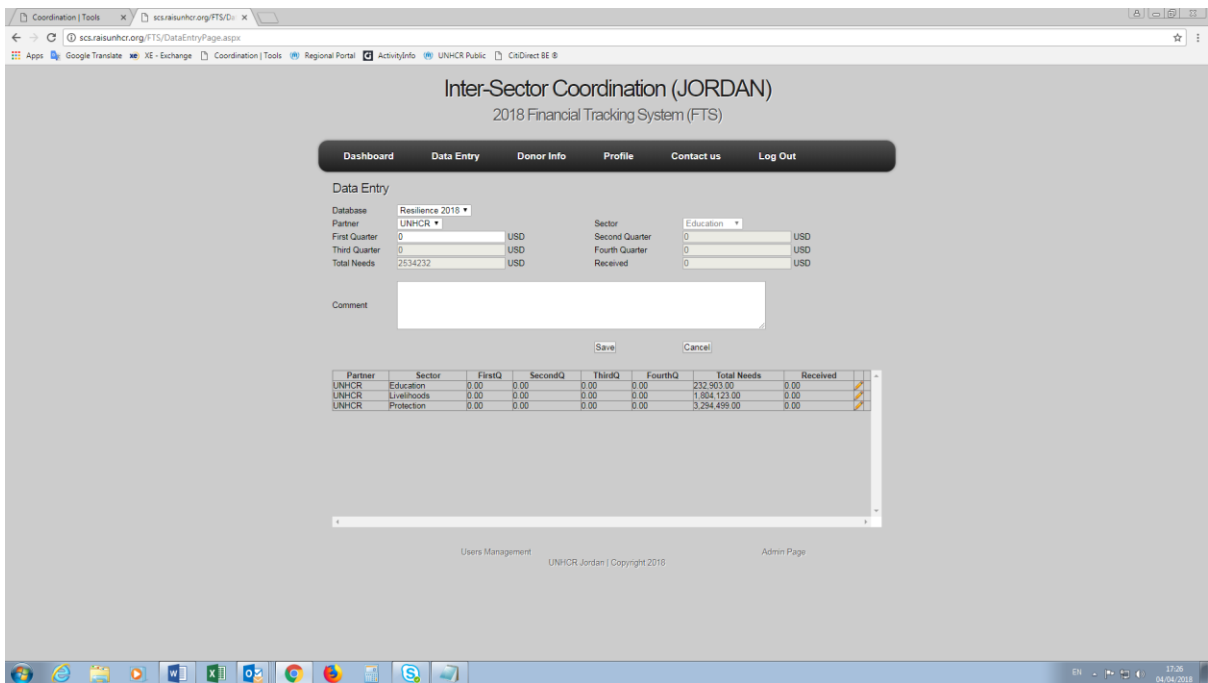 Coordination | Tools
scs.raisunhcr.org/FTS/Da
scs.raisunhcr.org/FTS/DataEntryPage.aspx
Apps Google Translate XE - Exchange Coordination | Tools Regional Portal ActivityInfo UNHCR Public CitiDirect BE ®
Inter-Sector Coordination (JORDAN)
2018 Financial Tracking System (FTS)
Dashboard Data Entry Donor Info Profile Contact us Log Out
Data Entry
Database Resilience 2018
Partner UNHCR Sector Education
First Quarter 0 USD Second Quarter 0 USD
Third Quarter 0 USD Fourth Quarter 0 USD
Total Needs 2534232 USD Received 0 USD
Comment
Save Cancel
Partner Sector FirstQ SecondQ ThirdQ FourthQ Total Needs Received
UNHCR Education 0.00 0.00 0.00 0.00 232,903.00 0.00
UNHCR Livelihoods 0.00 0.00 0.00 0.00 1,804,123.00 0.00
UNHCR Protection 0.00 0.00 0.00 0.00 3,294,499.00 0.00
Users Management Admin Page
UNHCR Jordan | Copyright 2018
EN 17:26
04/04/2018